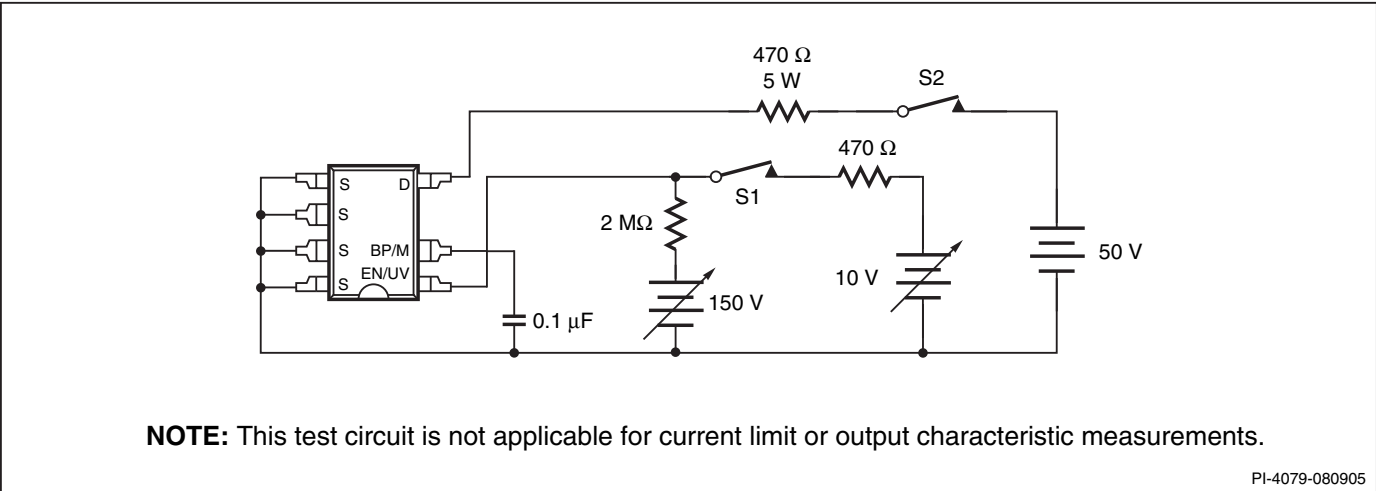 470 Ω
5 W
S2
470 Ω
S1
S
D
S
2 MΩ
S
BP/M
EN/UV
S
10 V
50 V
150 V
0.1 μF
NOTE: This test circuit is not applicable for current limit or output characteristic measurements.
PI-4079-080905